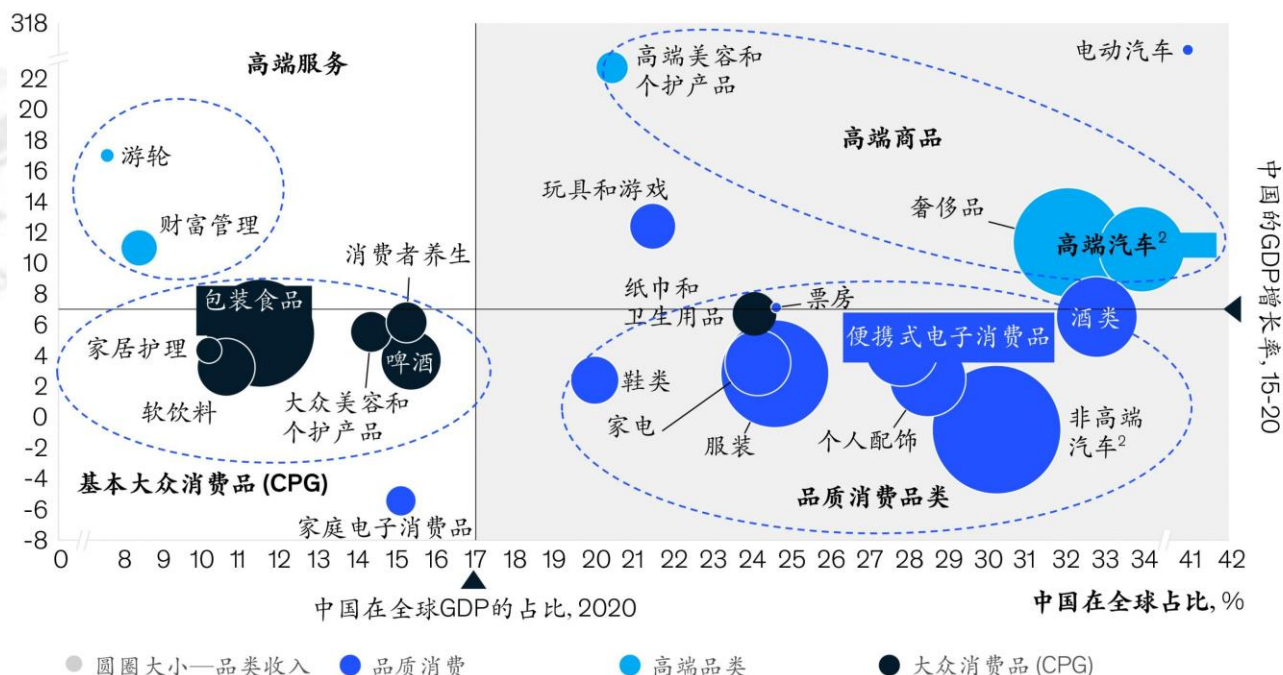 318
22
20
18
16
14
12
10
8
6
4
2
0
-2
-4
-6
-8
高端服务
游轮
财富管理
高端美容和
个护产品
电动汽车
高端商品
玩具和游戏
奢侈品
高端汽车2
消费者养生
包装食品
家居护理
啤酒
软饮料
大众美容和
个护产品
基本大众消费品 (CPG)
家庭电子消费品
纸巾和
卫生用品
票房
便携式电子消费品
酒类
鞋类
家电
服装
个人配饰
非高端
汽车2
品质消费品类
中国的GDP增长率, 15-20
0 8 9 10 11 13 14 15 16 17 18 19 20 21 22 23 24 25 26 27 28 29 30 32 33 34 41 42
中国在全球GDP的占比, 2020
中国在全球占比, %
圆圈大小—品类收入
品质消费
高端品类
大众消费品 (CPG)